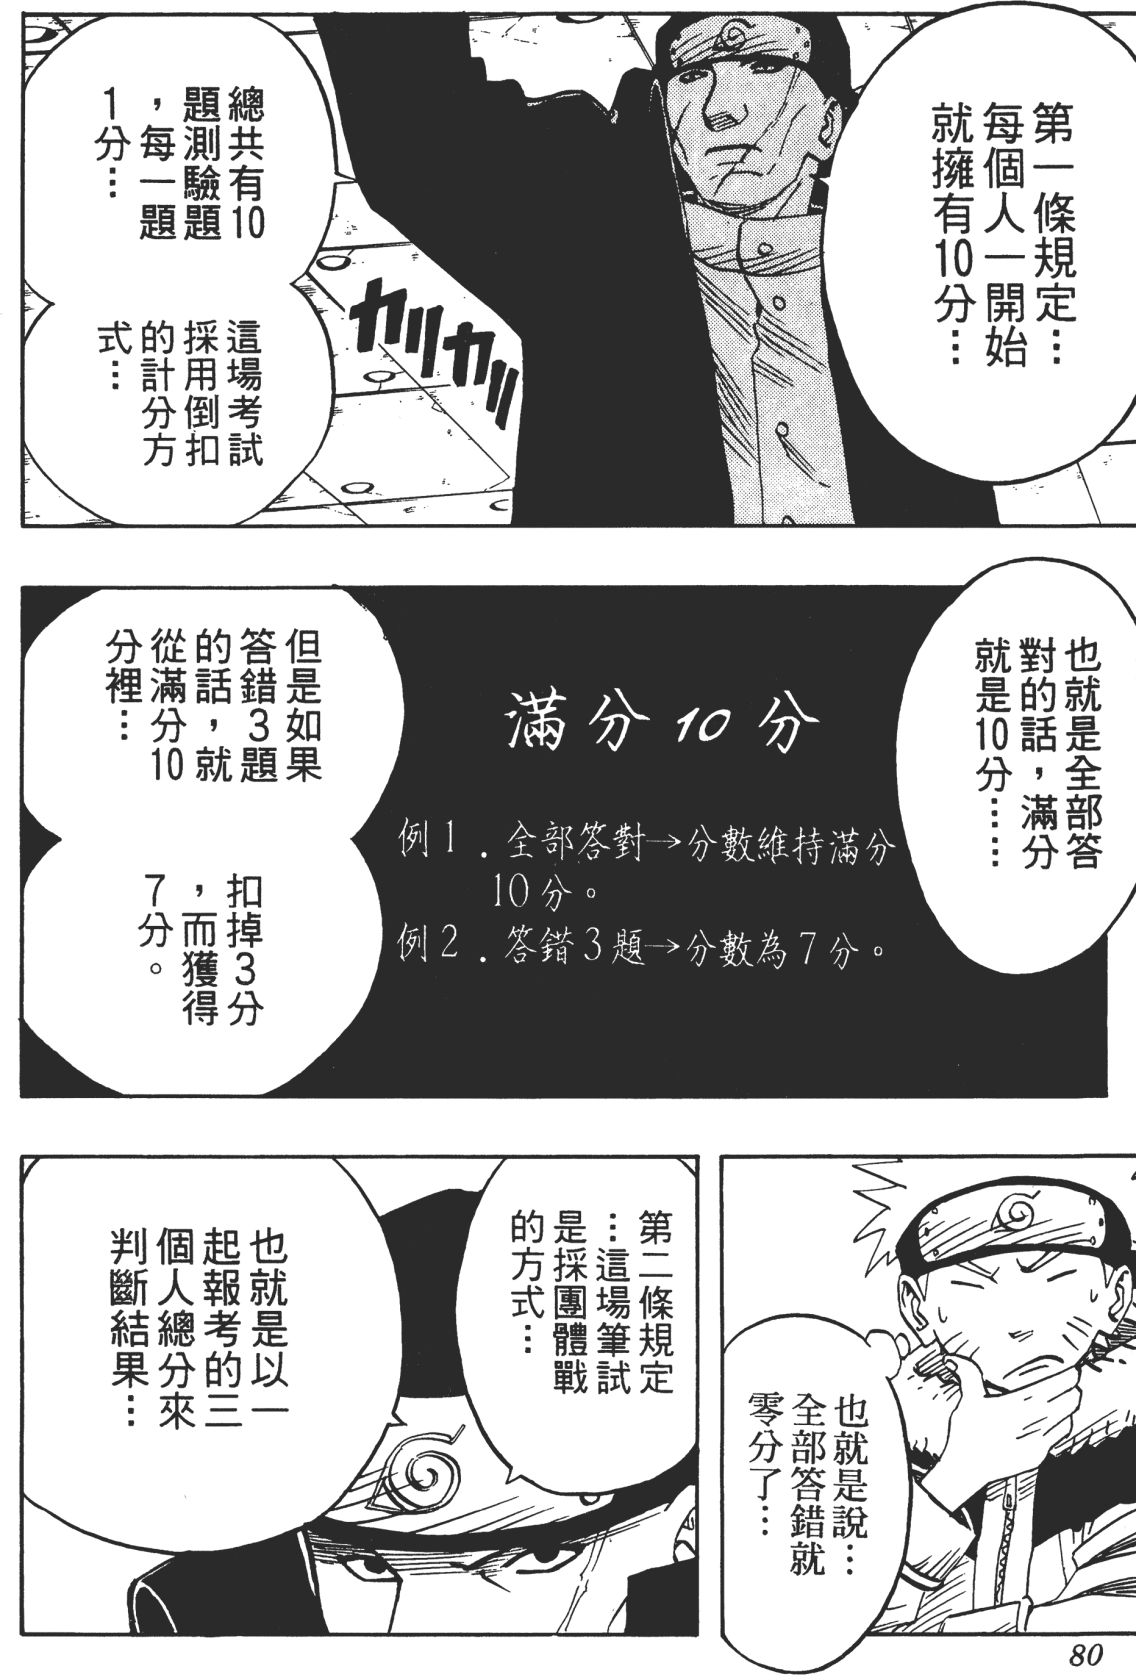 第一條規定…
每個人一開始
就擁有10分…
總共有10
題測驗題
，每一題
1分…
這場考試
採用倒扣
的計分方
式…
カリカリ
也就是全部答
對的話，滿分
就是10分……
滿分10分
例1．全部答對→分數維持滿分
10分。
例2．答錯3題→分數為7分。
但是如果
答錯3題
的話，就
從滿分10
分裡…
扣掉3分
，而獲得
7分。
也就是說…
全部答錯就
零分了…
第二條規定
…這場筆試
是採團體戰
的方式…
也就是以一
起報考的三
個人總分來
判斷結果…
80